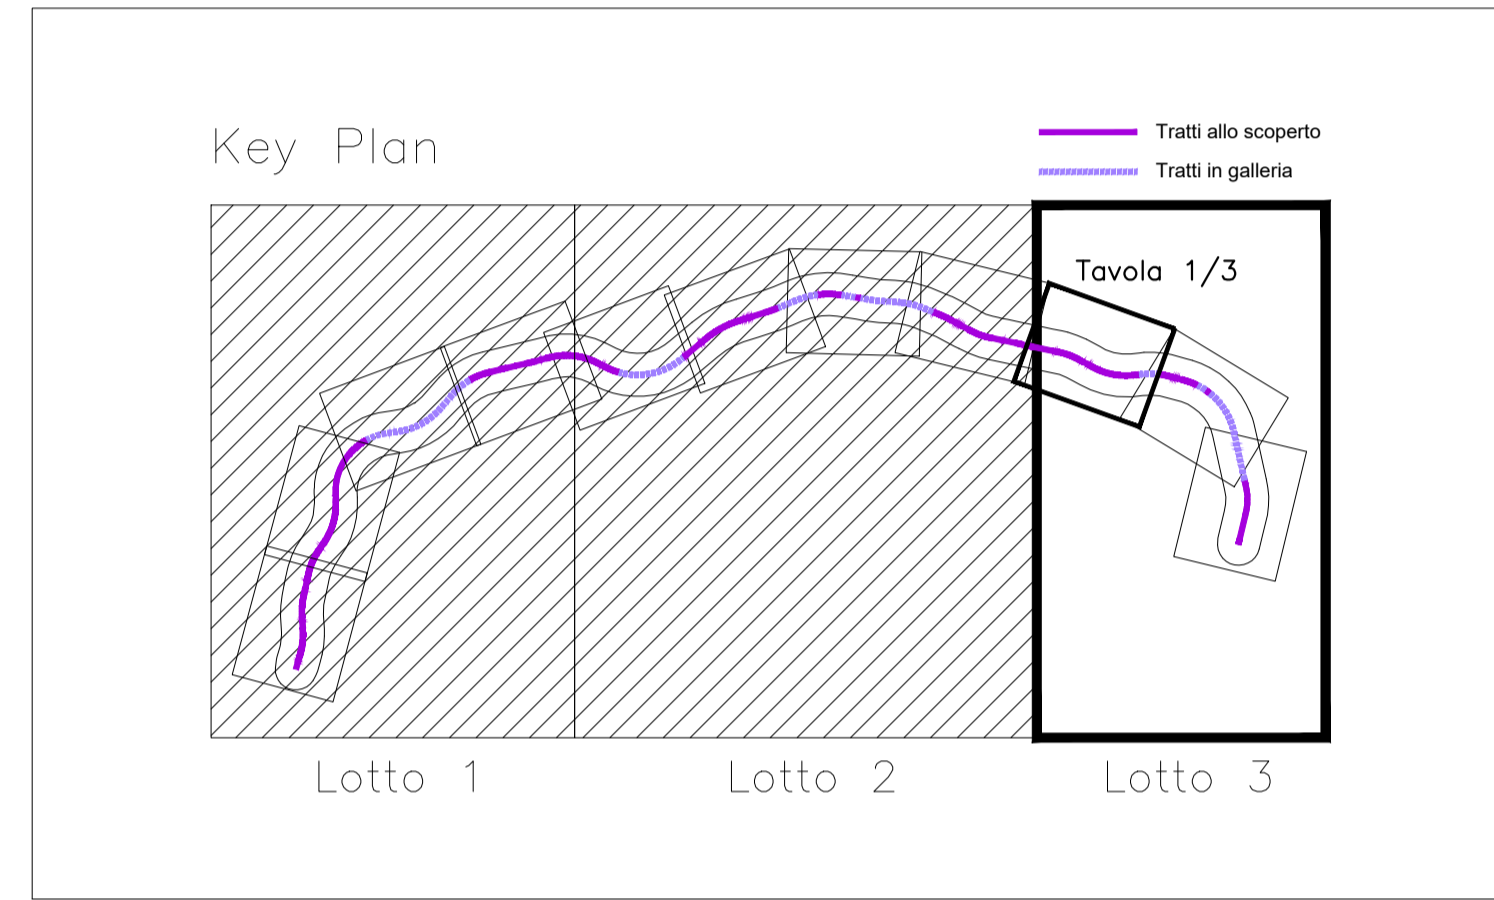 Key Plan
Tratti allo scoperto
Tratti in galleria
Tavola 1/3
Lotto 1
Lotto 2
Lotto 3